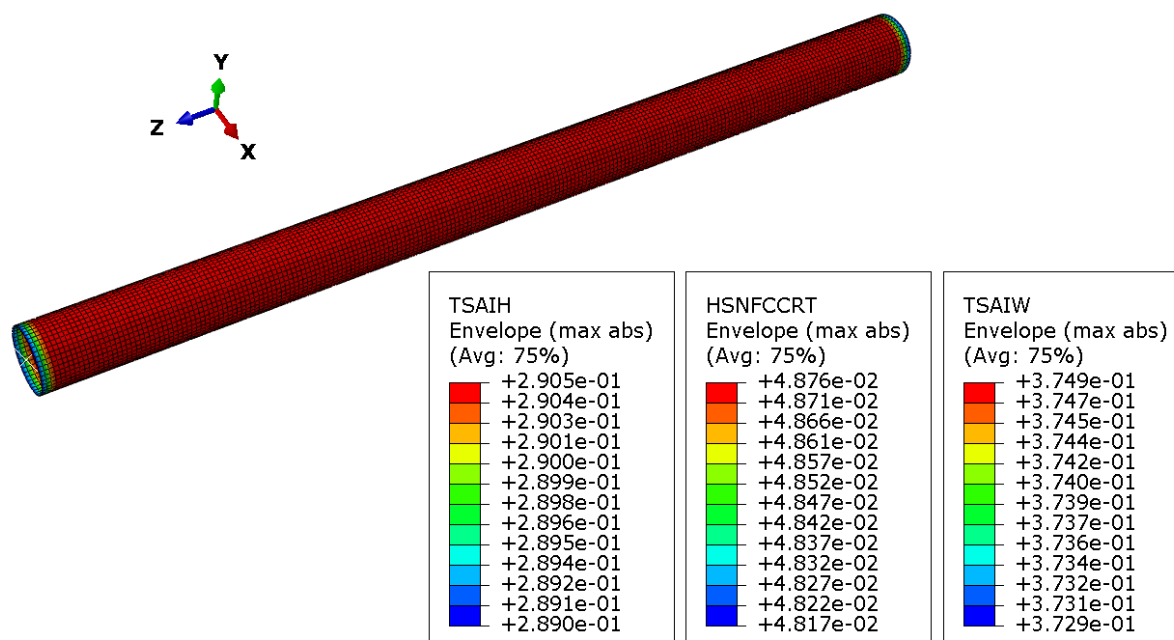 Y
Z
X
TSAIH
Envelope (max abs)
(Avg: 75%)
+2.905e-01
+2.904e-01
+2.903e-01
+2.901e-01
+2.900e-01
+2.899e-01
+2.898e-01
+2.896e-01
+2.895e-01
+2.894e-01
+2.892e-01
+2.891e-01
+2.890e-01
HSNFCCRT
Envelope (max abs)
(Avg: 75%)
+4.876e-02
+4.871e-02
+4.866e-02
+4.861e-02
+4.857e-02
+4.852e-02
+4.847e-02
+4.842e-02
+4.837e-02
+4.832e-02
+4.827e-02
+4.822e-02
+4.817e-02
TSAIW
Envelope (max abs)
(Avg: 75%)
+3.749e-01
+3.747e-01
+3.745e-01
+3.744e-01
+3.742e-01
+3.740e-01
+3.739e-01
+3.737e-01
+3.736e-01
+3.734e-01
+3.732e-01
+3.731e-01
+3.729e-01